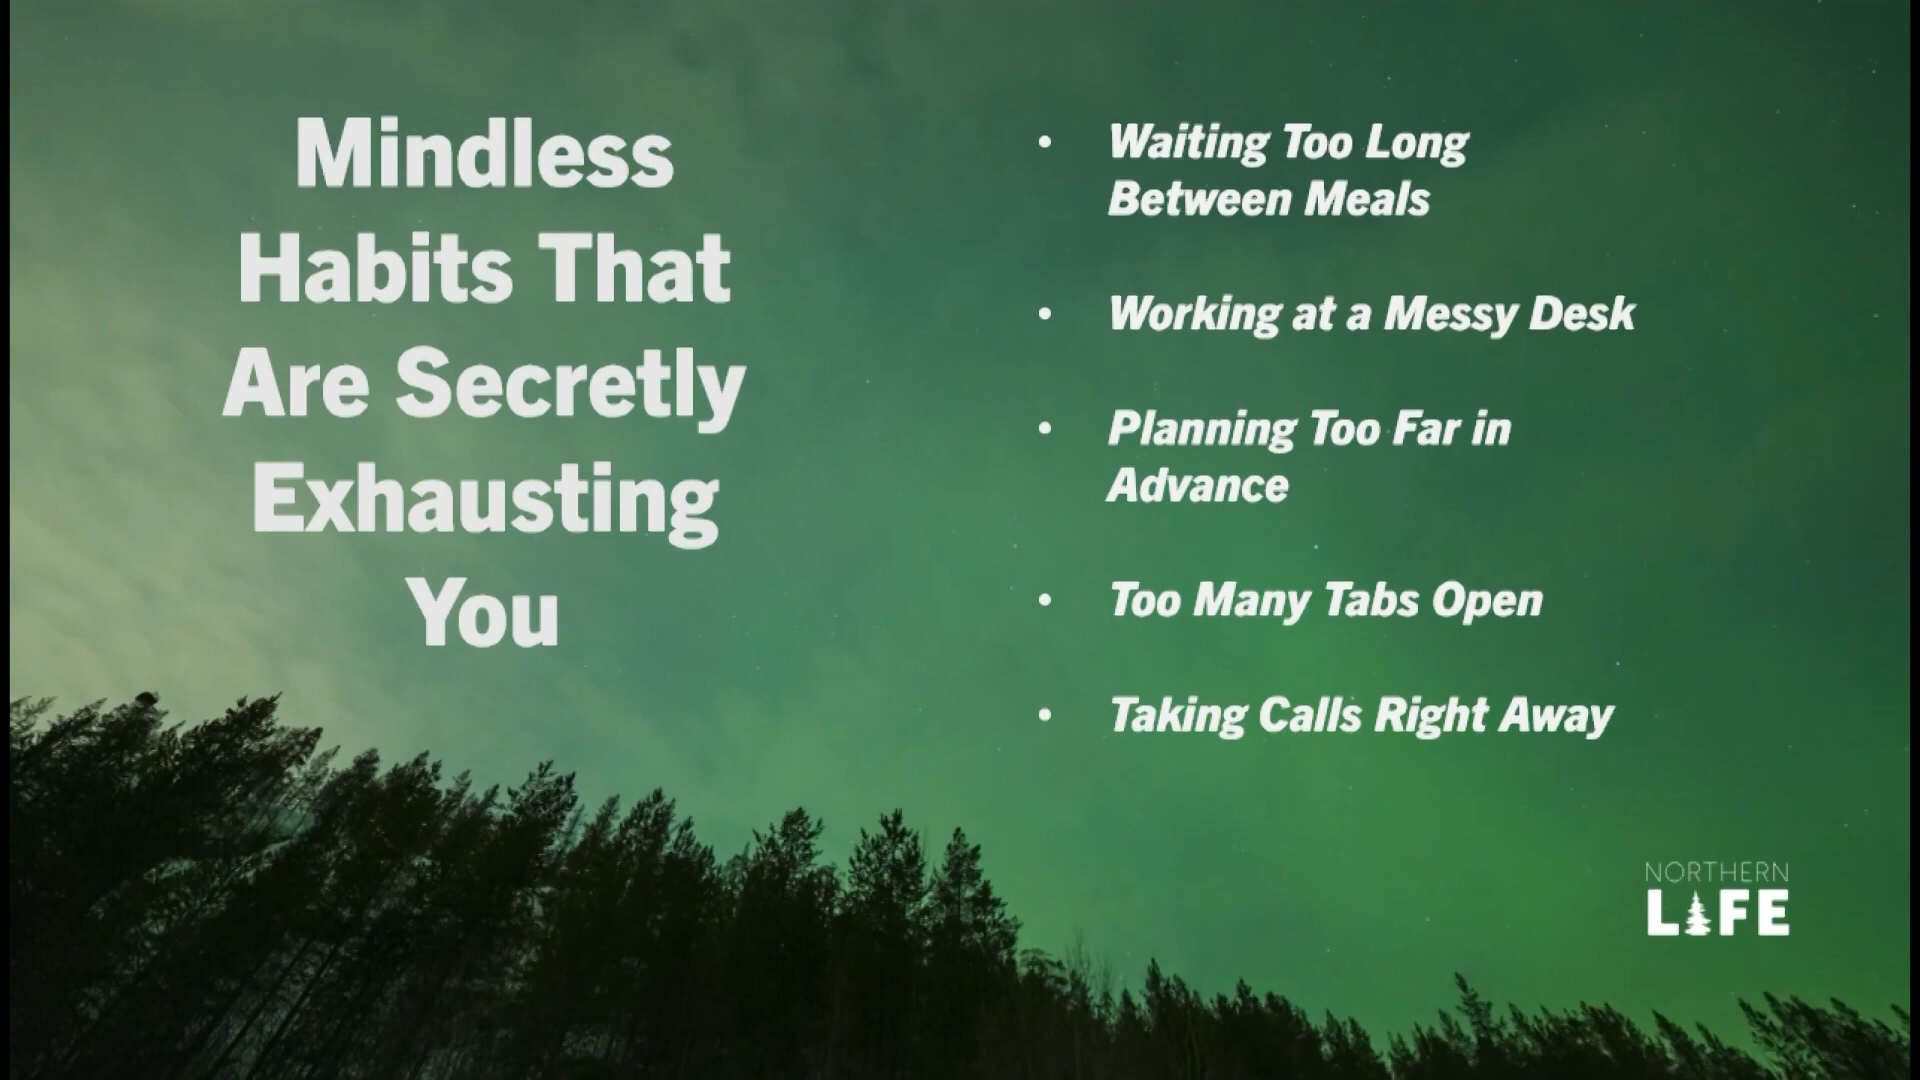 Mindless
Habits That
Are Secretly
Exhausting
You
• Waiting Too Long
Between Meals
• Working at a Messy Desk
• Planning Too Far in
Advance
• Too Many Tabs Open
• Taking Calls Right Away
NORTHERN
LIFE